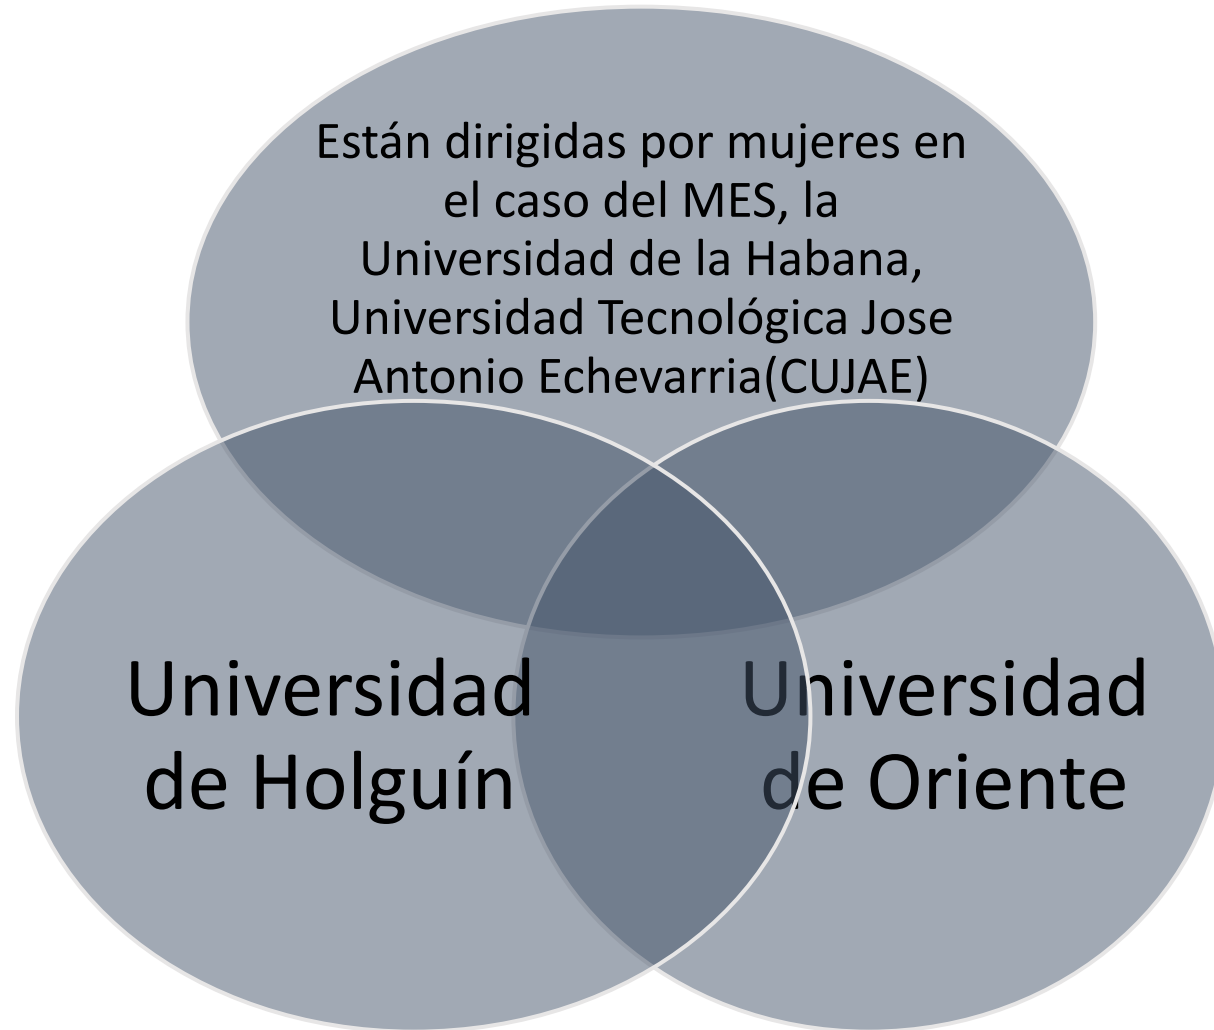 Están dirigidas por mujeres en
el caso del MES, la
Universidad de la Habana,
Universidad Tecnológica Jose
Antonio Echevarria(CUJAE)
Universidad
de Holguín
Universidad
de Oriente